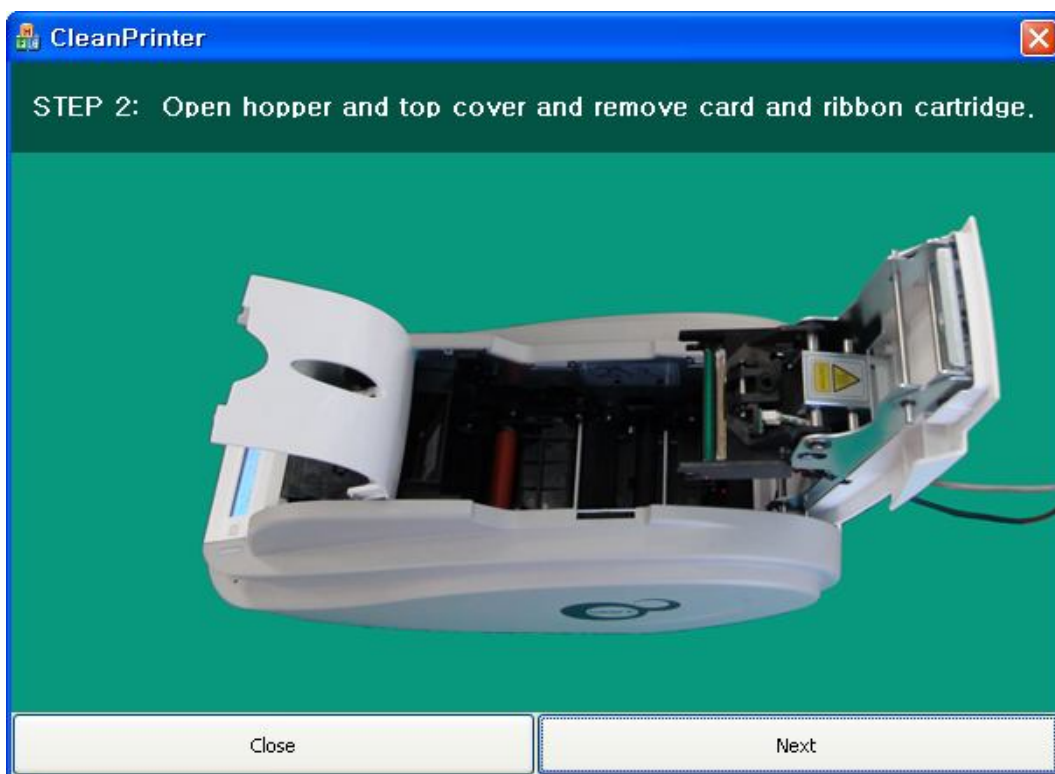 CleanPrinter
STEP 2: Open hopper and top cover and remove card and ribbon cartridge.
Close
Next